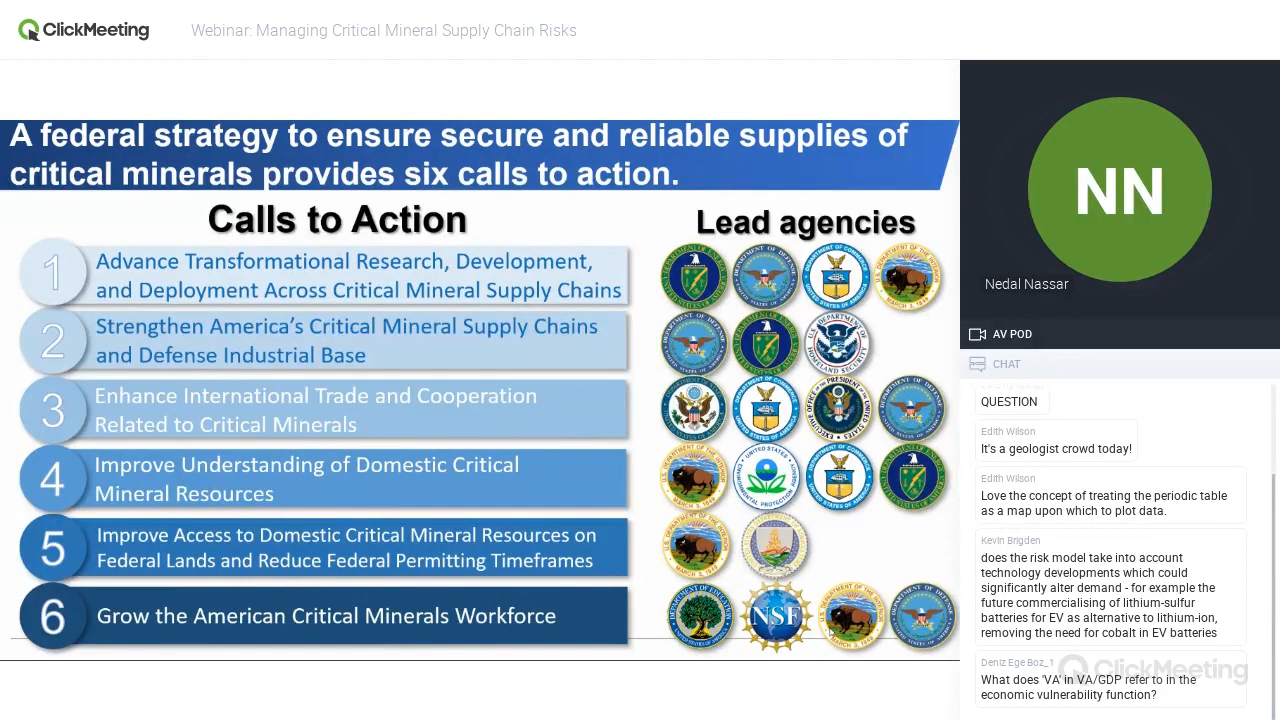 ClickMeeting
Webinar: Managing Critical Mineral Supply Chain Risks
A federal strategy to ensure secure and reliable supplies of
critical minerals provides six calls to action.
Calls to Action
Lead agencies
1
Advance Transformational Research, Development,
and Deployment Across Critical Mineral Supply Chains
2
Strengthen America's Critical Mineral Supply Chains
and Defense Industrial Base
3
Enhance International Trade and Cooperation
Related to Critical Minerals
4
Improve Understanding of Domestic Critical
Mineral Resources
5
Improve Access to Domestic Critical Mineral Resources on
Federal Lands and Reduce Federal Permitting Timeframes
6
Grow the American Critical Minerals Workforce
NSF
NN
Nedal Nassar
AV POD
CHAT
QUESTION
Edith Wilson
It's a geologist crowd today!
Edith Wilson
Love the concept of treating the periodic table
as a map upon which to plot data.
Kevin Brigden
does the risk model take into account
technology developments which could
significantly alter demand - for example the
future commercialising of lithium-sulfur
batteries for EV as alternative to lithium-ion,
removing the need for cobalt in EV batteries
Deniz Ege Boz_1
What does 'VA' in VA/GDP refer to in the
economic vulnerability function?
ClickMeeting